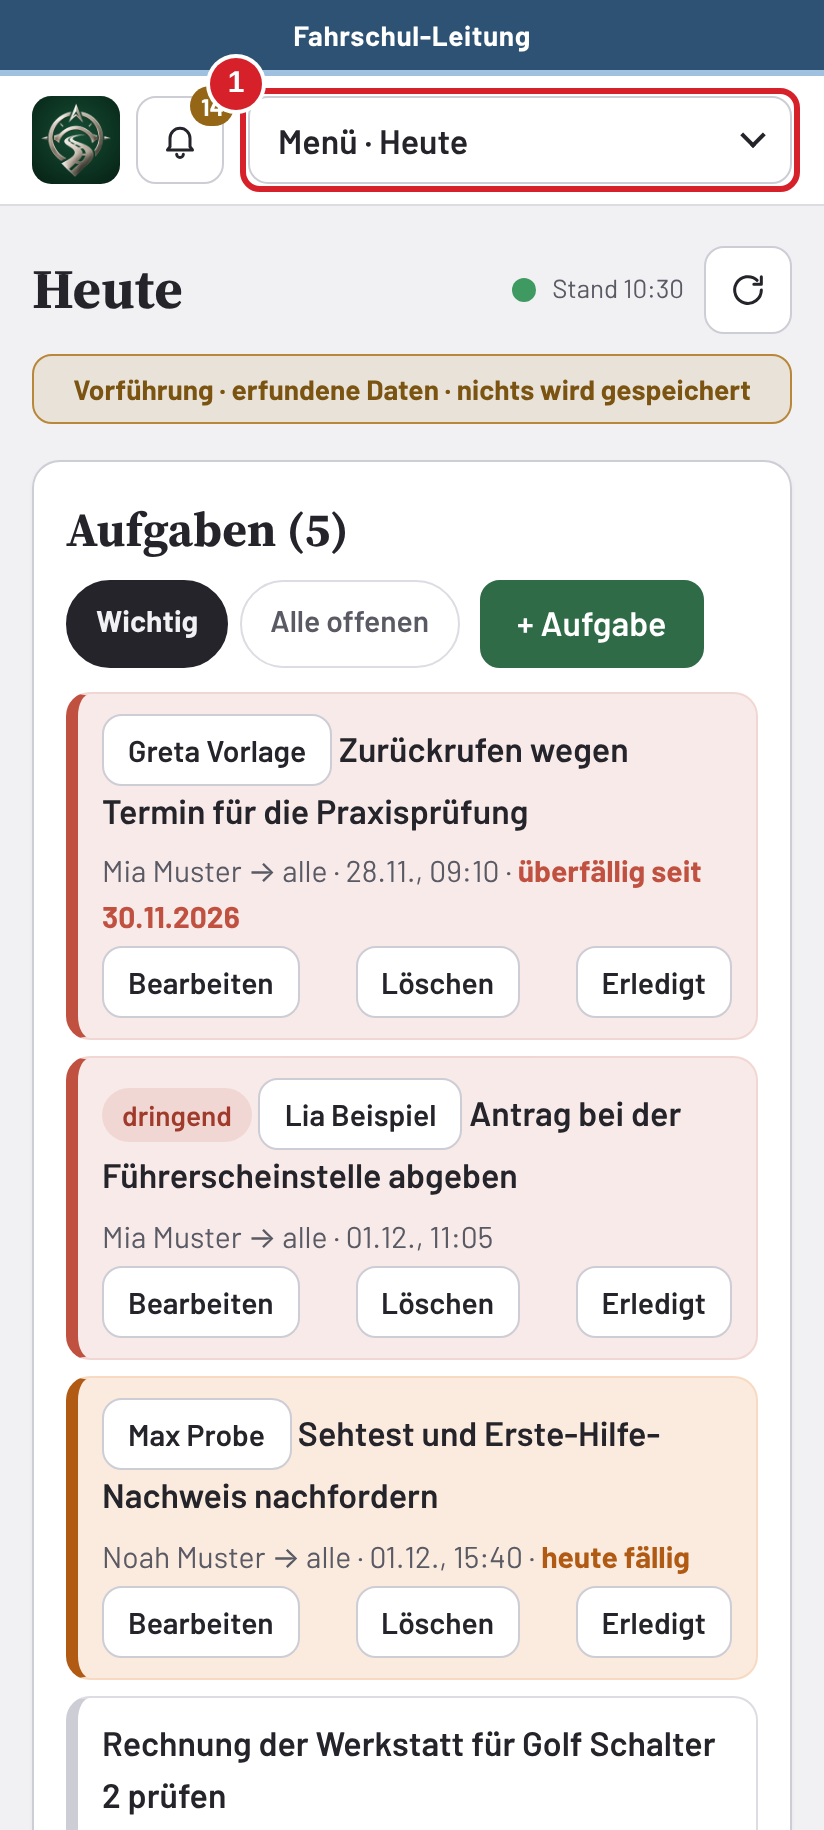 Fahrschul-Leitung
1
Menü · Heute
Heute
Stand 10:30
Vorführung · erfundene Daten · nichts wird gespeichert
Aufgaben (5)
Wichtig
Alle offenen
+ Aufgabe
Greta Vorlage Zurückrufen wegen
Termin für die Praxisprüfung
Mia Muster → alle · 28.11., 09:10 · überfällig seit
30.11.2026
Bearbeiten
Löschen
Erledigt
dringend Lia Beispiel Antrag bei der
Führerscheinstelle abgeben
Mia Muster → alle · 01.12., 11:05
Bearbeiten
Löschen
Erledigt
Max Probe Sehtest und Erste-Hilfe-
Nachweis nachfordern
Noah Muster → alle · 01.12., 15:40 · heute fällig
Bearbeiten
Löschen
Erledigt
Rechnung der Werkstatt für Golf Schalter
2 prüfen